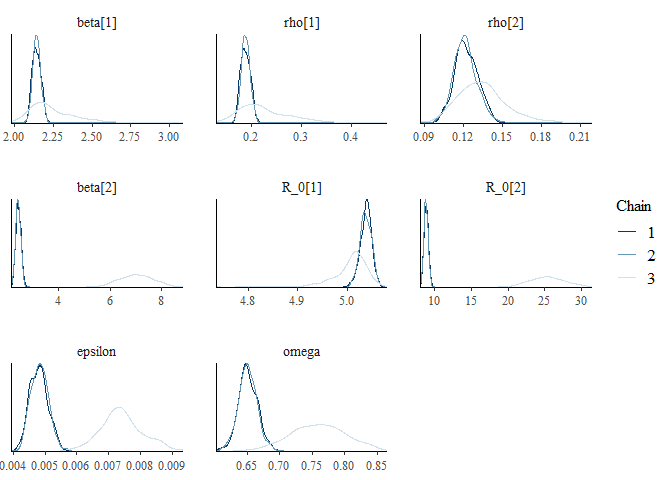 beta[1] rho[1] rho[2]
2.00 2.25 2.50 2.75 3.00 0.2 0.3 0.4 0.09 0.12 0.15 0.18 0.21
beta[2] R_0[1] R_0[2]
4 6 8 4.8 4.9 5.0 10 15 20 25 30
Chain
1
2
3
epsilon omega
0.004 0.005 0.006 0.007 0.008 0.009 0.65 0.70 0.75 0.80 0.85